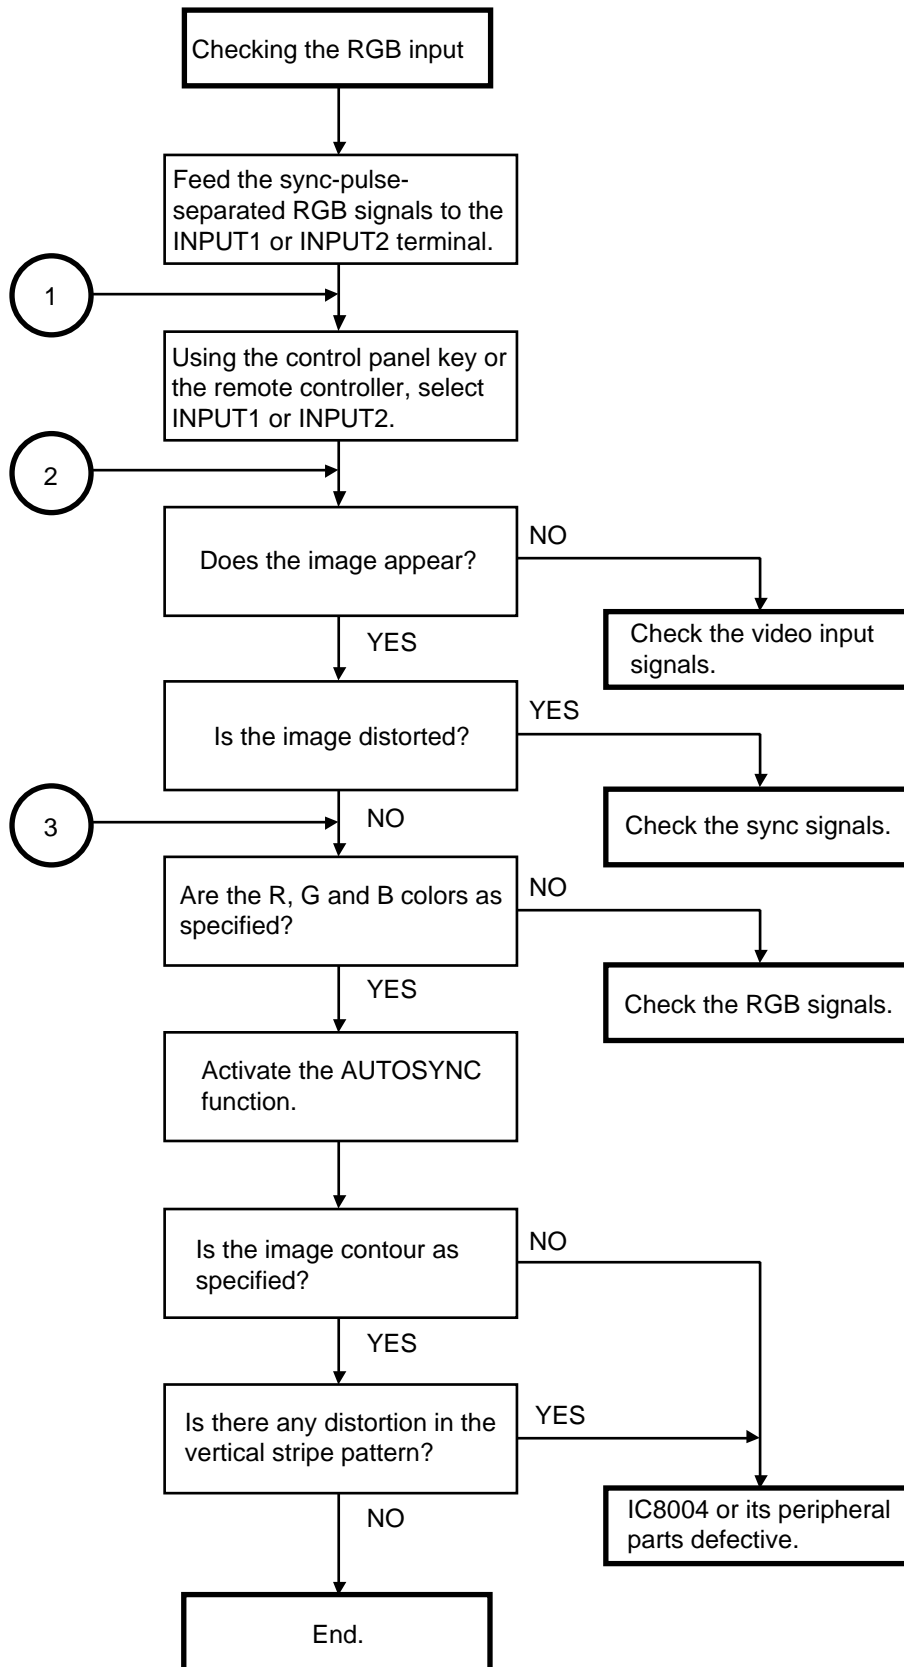 Checking the RGB input
Feed the sync-pulse-
separated RGB signals to the
INPUT1 or INPUT2 terminal.
1
Using the control panel key or
the remote controller, select
INPUT1 or INPUT2.
2
Does the image appear?
NO
Check the video input
signals.
YES
Is the image distorted?
YES
Check the sync signals.
NO
3
Are the R, G and B colors as
specified?
NO
Check the RGB signals.
YES
Activate the AUTOSYNC
function.
Is the image contour as
specified?
NO
YES
Is there any distortion in the
vertical stripe pattern?
YES
IC8004 or its peripheral
parts defective.
NO
End.